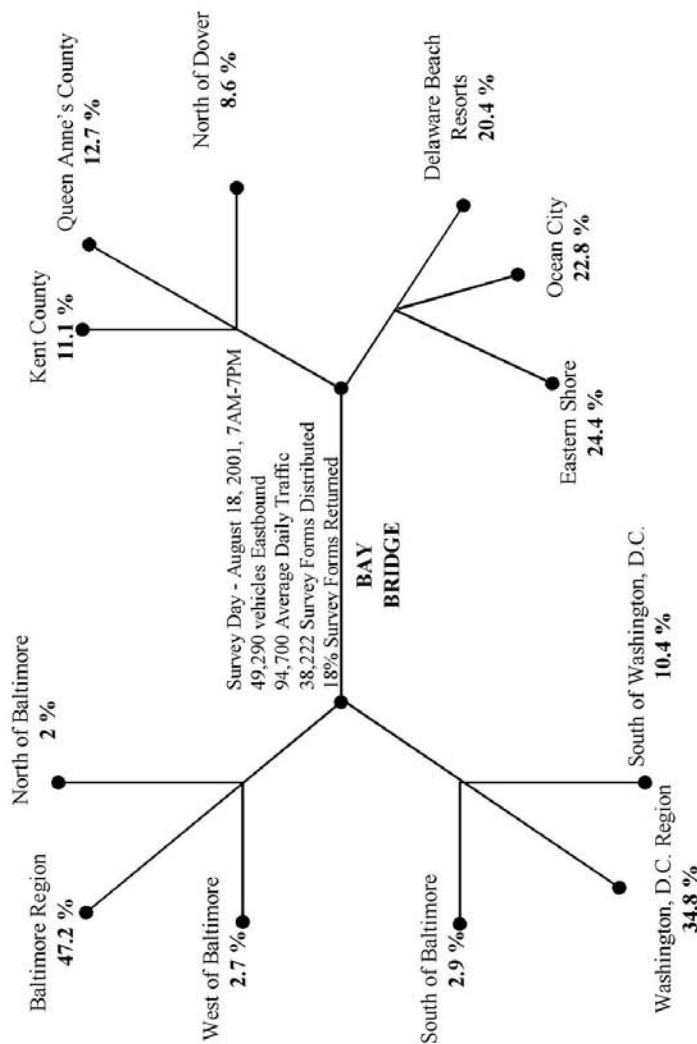 North of Baltimore
2 %
Baltimore Region
47.2 %
West of Baltimore
2.7 %
South of Baltimore
2.9 %
Washington, D.C. Region
34.8 %
South of Washington, D.C.
10.4 %
Survey Day - August 18, 2001, 7AM-7PM
49,290 vehicles Eastbound
94,700 Average Daily Traffic
38,222 Survey Forms Distributed
18% Survey Forms Returned
BAY
BRIDGE
Kent County
11.1 %
Queen Anne's County
12.7 %
North of Dover
8.6 %
Delaware Beach
Resorts
20.4 %
Ocean City
22.8 %
Eastern Shore
24.4 %